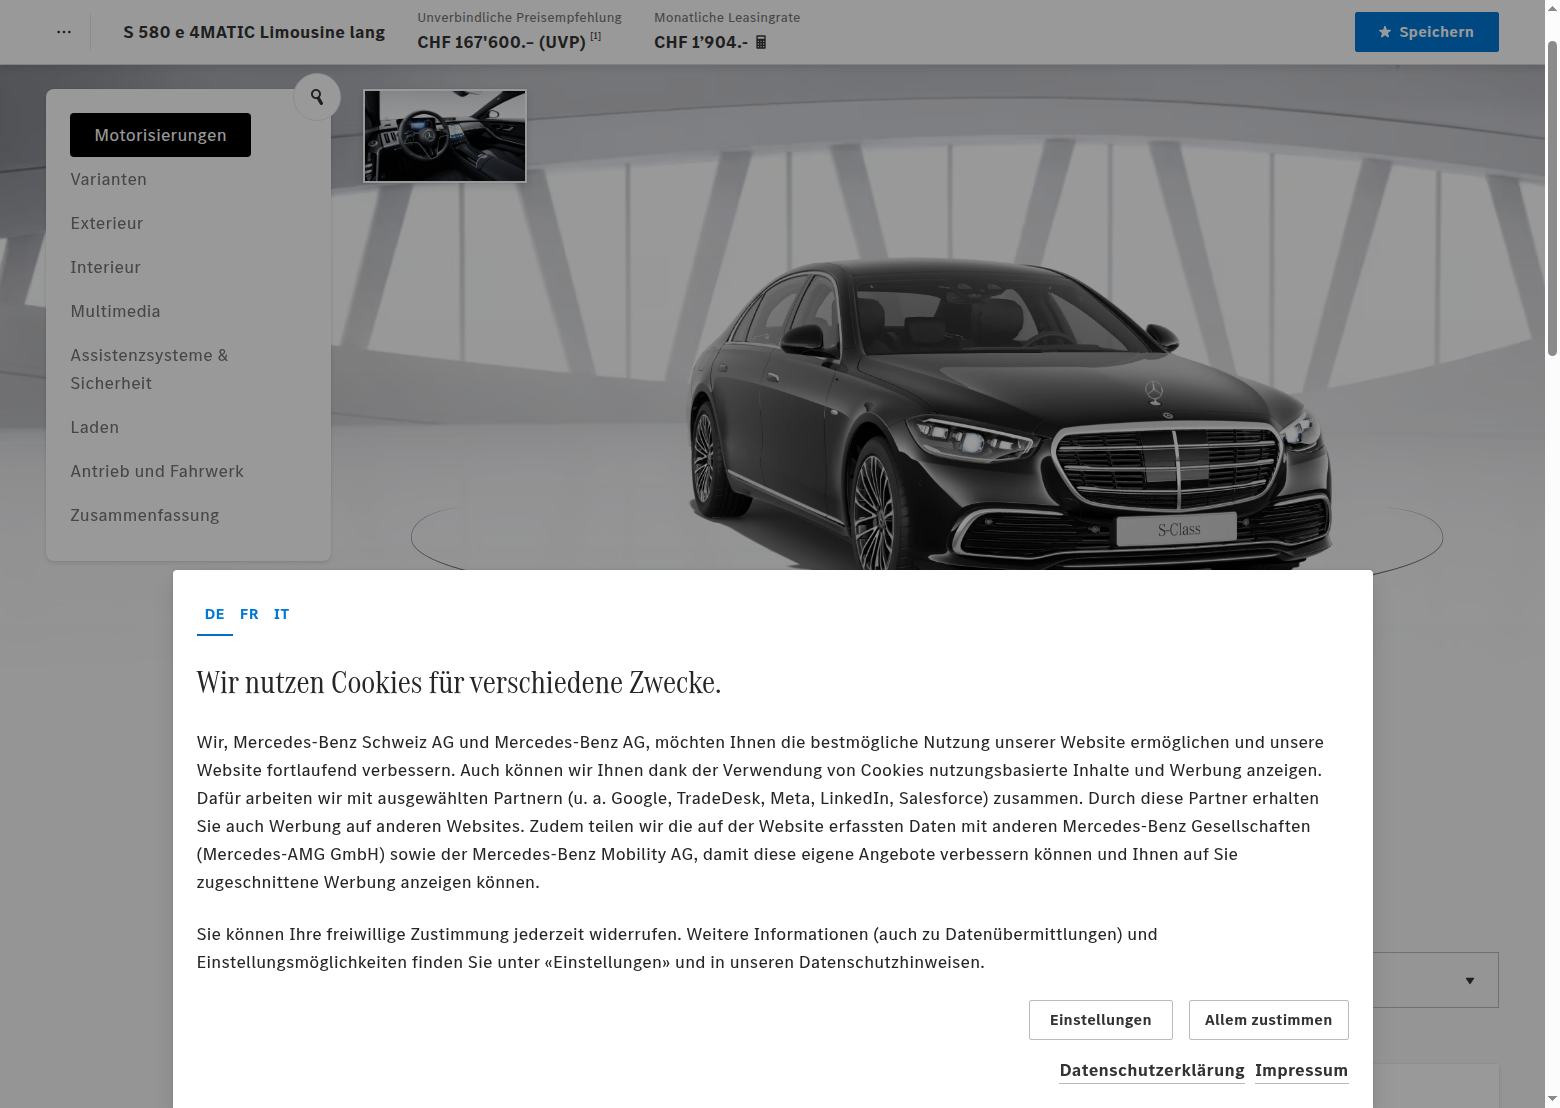 ...
S 580 e 4MATIC Limousine lang
Unverbindliche Preisempfehlung
CHF 167'600.– (UVP) [1]
Monatliche Leasingrate
CHF 1'904.-
Speichern
Motorisierungen
Varianten
Exterieur
Interieur
Multimedia
Assistenzsysteme &
Sicherheit
Laden
Antrieb und Fahrwerk
Zusammenfassung
S-Class
DE FR IT
Wir nutzen Cookies für verschiedene Zwecke.
Wir, Mercedes-Benz Schweiz AG und Mercedes-Benz AG, möchten Ihnen die bestmögliche Nutzung unserer Website ermöglichen und unsere
Website fortlaufend verbessern. Auch können wir Ihnen dank der Verwendung von Cookies nutzungsbasierte Inhalte und Werbung anzeigen.
Dafür arbeiten wir mit ausgewählten Partnern (u. a. Google, TradeDesk, Meta, LinkedIn, Salesforce) zusammen. Durch diese Partner erhalten
Sie auch Werbung auf anderen Websites. Zudem teilen wir die auf der Website erfassten Daten mit anderen Mercedes-Benz Gesellschaften
(Mercedes-AMG GmbH) sowie der Mercedes-Benz Mobility AG, damit diese eigene Angebote verbessern können und Ihnen auf Sie
zugeschnittene Werbung anzeigen können.
Sie können Ihre freiwillige Zustimmung jederzeit widerrufen. Weitere Informationen (auch zu Datenübermittlungen) und
Einstellungsmöglichkeiten finden Sie unter «Einstellungen» und in unseren Datenschutzhinweisen.
Einstellungen
Allem zustimmen
Datenschutzerklärung
Impressum